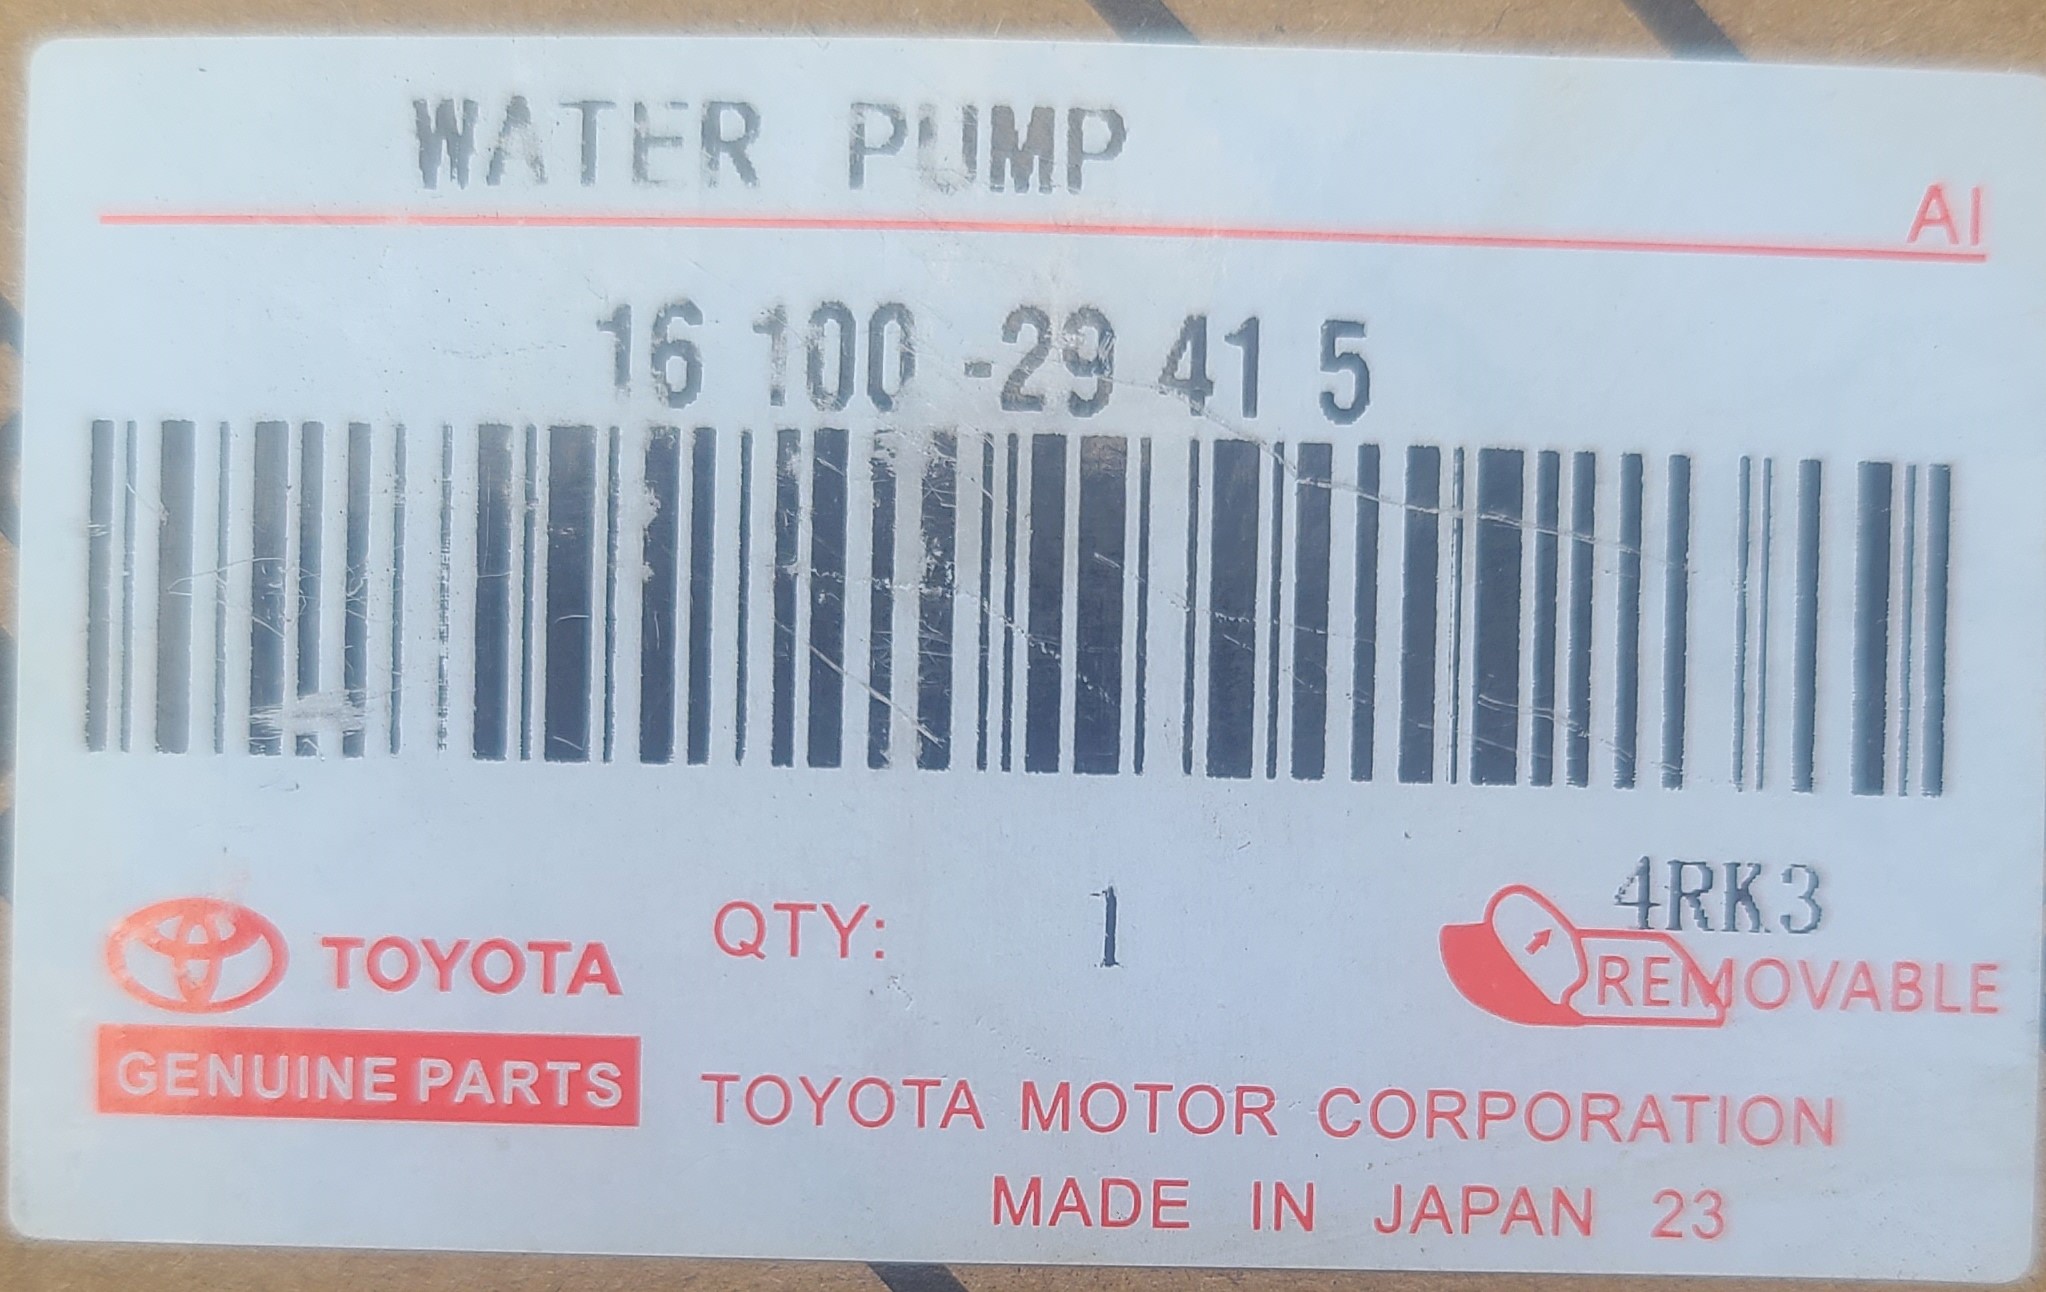 WATER PUMP
AI
16 100 -29 41 5
4RK3
TOYOTA QTY: 1 REMOVABLE
GENUINE PARTS
TOYOTA MOTOR CORPORATION
MADE IN JAPAN 23